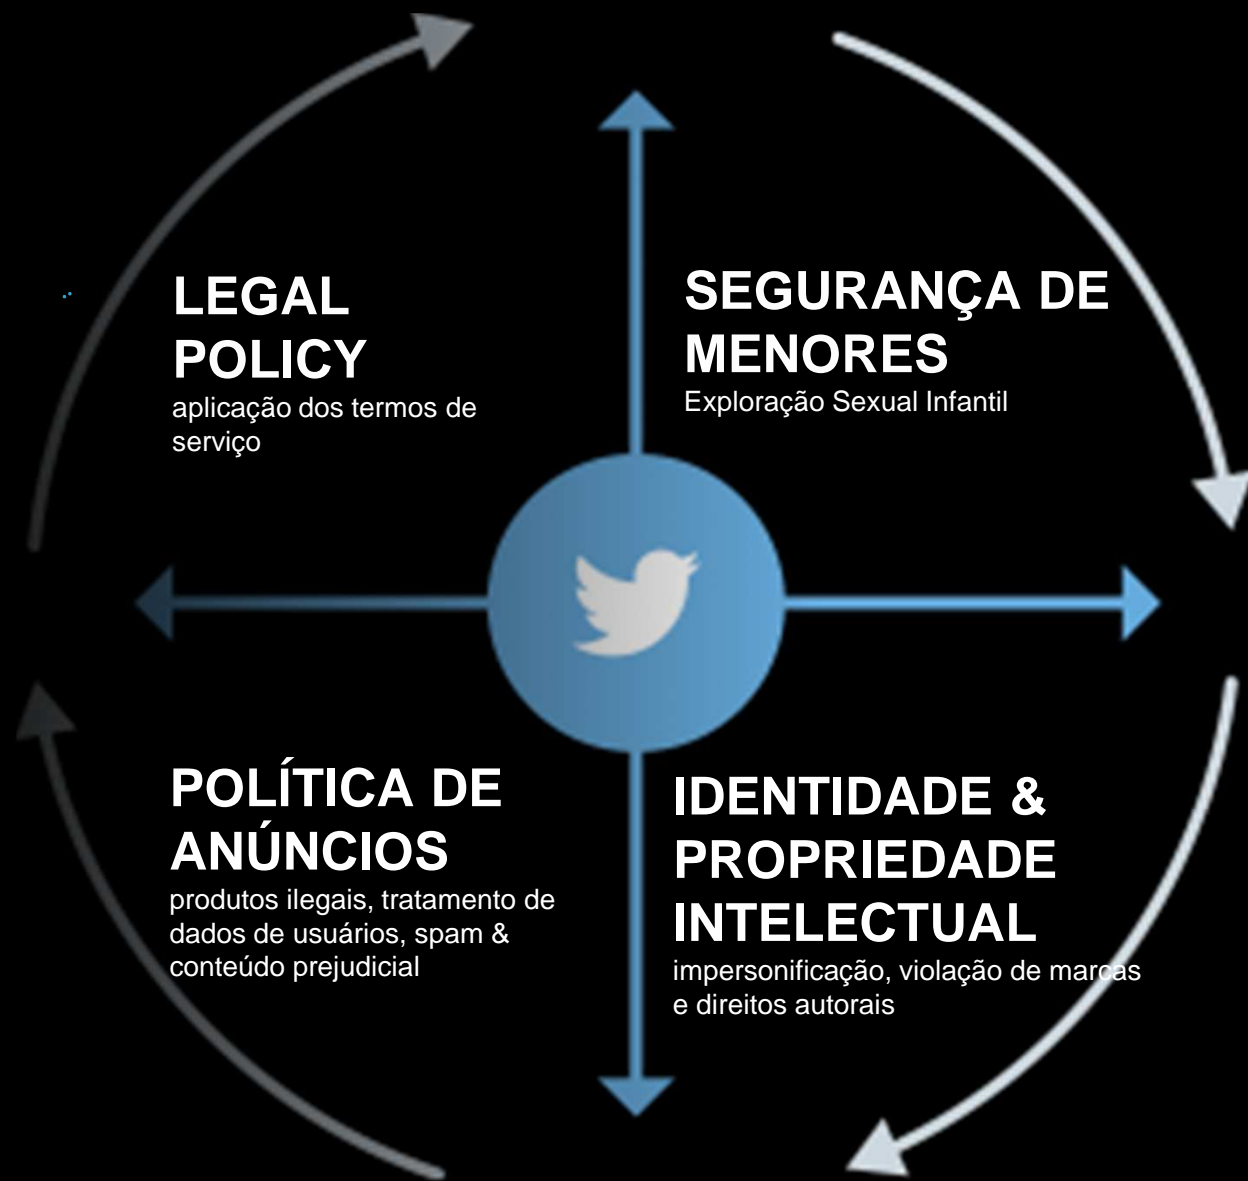 LEGAL
POLICY
aplicação dos termos de
serviço
SEGURANÇA DE
MENORES
Exploração Sexual Infantil
POLÍTICA DE
ANÚNCIOS
produtos ilegais, tratamento de
dados de usuários, spam &
conteúdo prejudicial
IDENTIDADE &
PROPRIEDADE
INTELECTUAL
impersonificação, violação de marcas
e direitos autorais